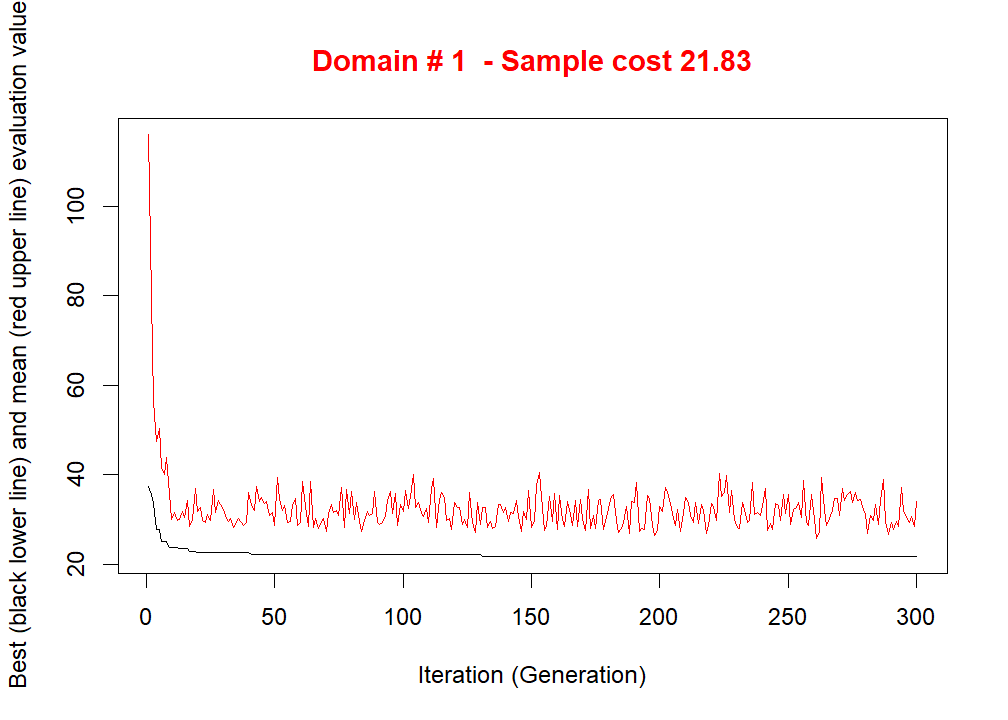 Domain # 1  - Sample cost 21.83
Best (black lower line) and mean (red upper line) evaluation value
100
80
60
40
20
0 50 100 150 200 250 300
Iteration (Generation)